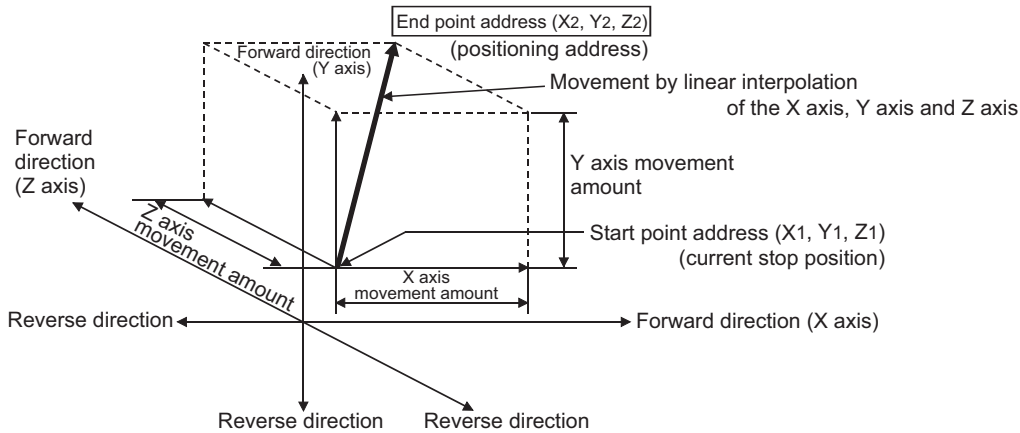 End point address (X2, Y2, Z2)
(positioning address)
Forward direction
(Y axis)
Movement by linear interpolation
of the X axis, Y axis and Z axis
Forward
direction
(Z axis)
Y axis movement
amount
Z axis
movement amount
Start point address (X1, Y1, Z1)
(current stop position)
X axis
movement amount
Reverse direction
Forward direction (X axis)
Reverse direction
Reverse direction